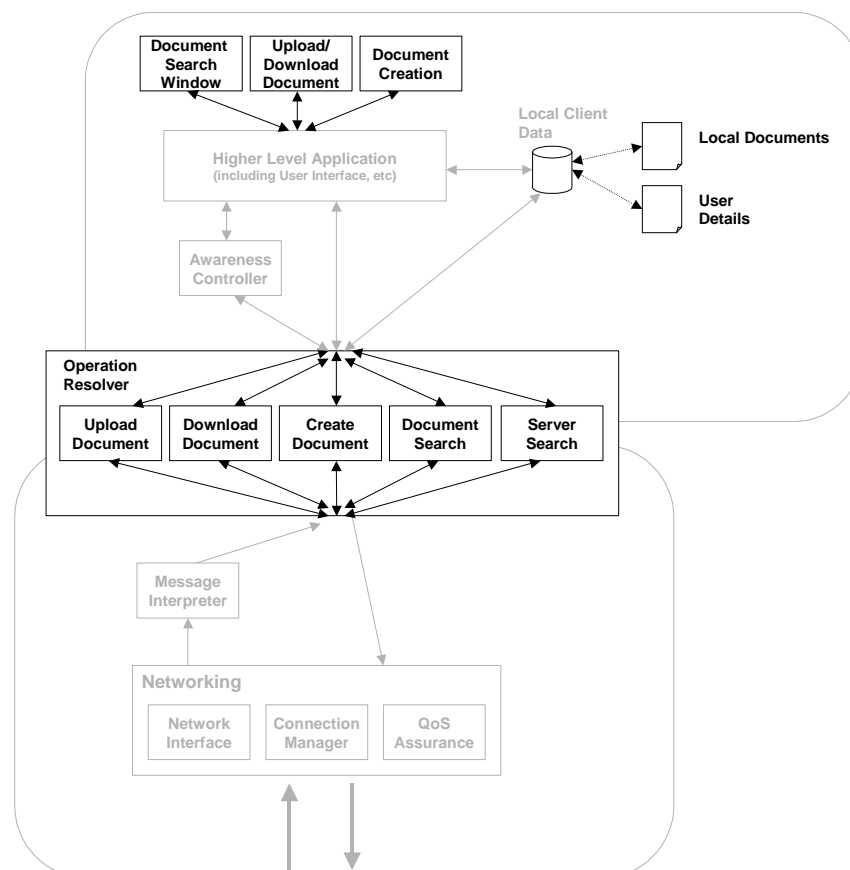 Document
Search
Window
Upload/
Download
Document
Document
Creation
Local Client
Data
Local Documents
Higher Level Application
(including User Interface, etc)
User
Details
Awareness
Controller
Operation
Resolver
Upload
Document
Download
Document
Create
Document
Document
Search
Server
Search
Message
Interpreter
Networking
Network
Interface
Connection
Manager
QoS
Assurance